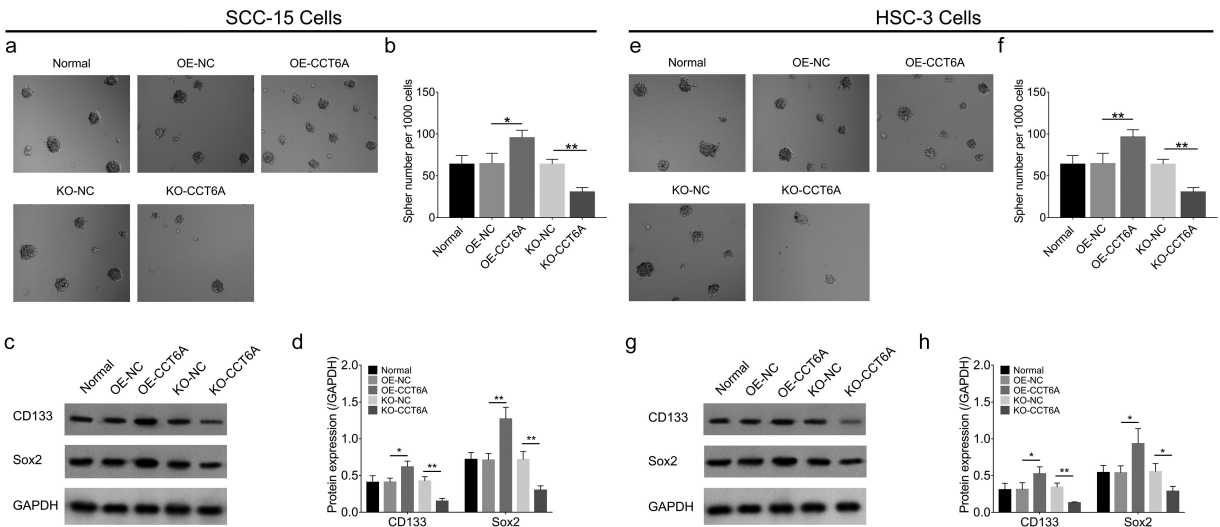 SCC-15 Cells
HSC-3 Cells
a
Normal
OE-NC
OE-CCT6A
KO-NC
KO-CCT6A
b
Spher number per 1000 cells
150
100
50
0
*
**
Normal
OE-NC
OE-CCT6A
KO-NC
KO-CCT6A
e
Normal
OE-NC
OE-CCT6A
KO-NC
KO-CCT6A
f
Spher number per 1000 cells
150
100
50
0
**
**
Normal
OE-NC
OE-CCT6A
KO-NC
KO-CCT6A
c
Normal
OE-NC
OE-CCT6A
KO-NC
KO-CCT6A
CD133
Sox2
GAPDH
d
Protein expression (/GAPDH)
2.0
1.5
1.0
0.5
0.0
Normal
OE-NC
OE-CCT6A
KO-NC
KO-CCT6A
*
**
**
**
CD133
Sox2
g
Normal
OE-NC
OE-CCT6A
KO-NC
KO-CCT6A
CD133
Sox2
GAPDH
h
Protein expression (/GAPDH)
2.0
1.5
1.0
0.5
0.0
Normal
OE-NC
OE-CCT6A
KO-NC
KO-CCT6A
*
**
*
*
CD133
Sox2